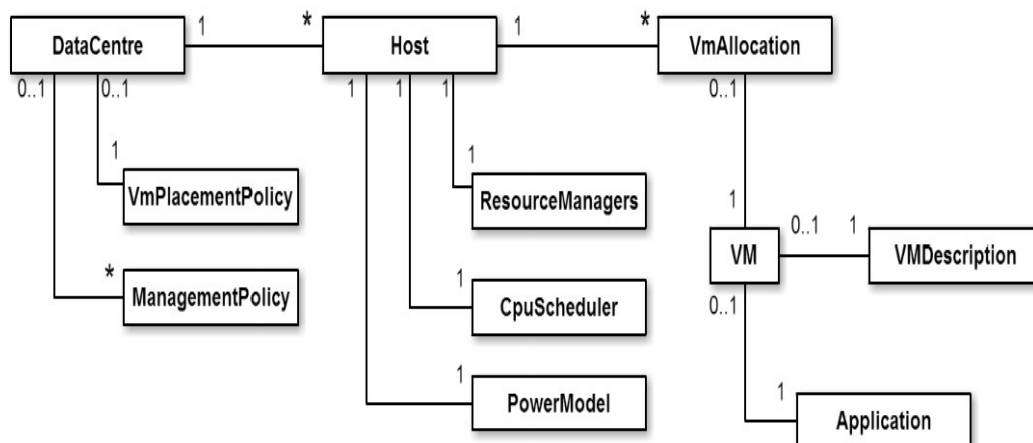 DataCentre 1 * Host 1 * VmAllocation
0..1 0..1 1 1 1 0..1
1 1
VmPlacementPolicy ResourceManagers
1 0..1 1
VM VMDescription
* 1 0..1
ManagementPolicy CpuScheduler
1 1
PowerModel Application